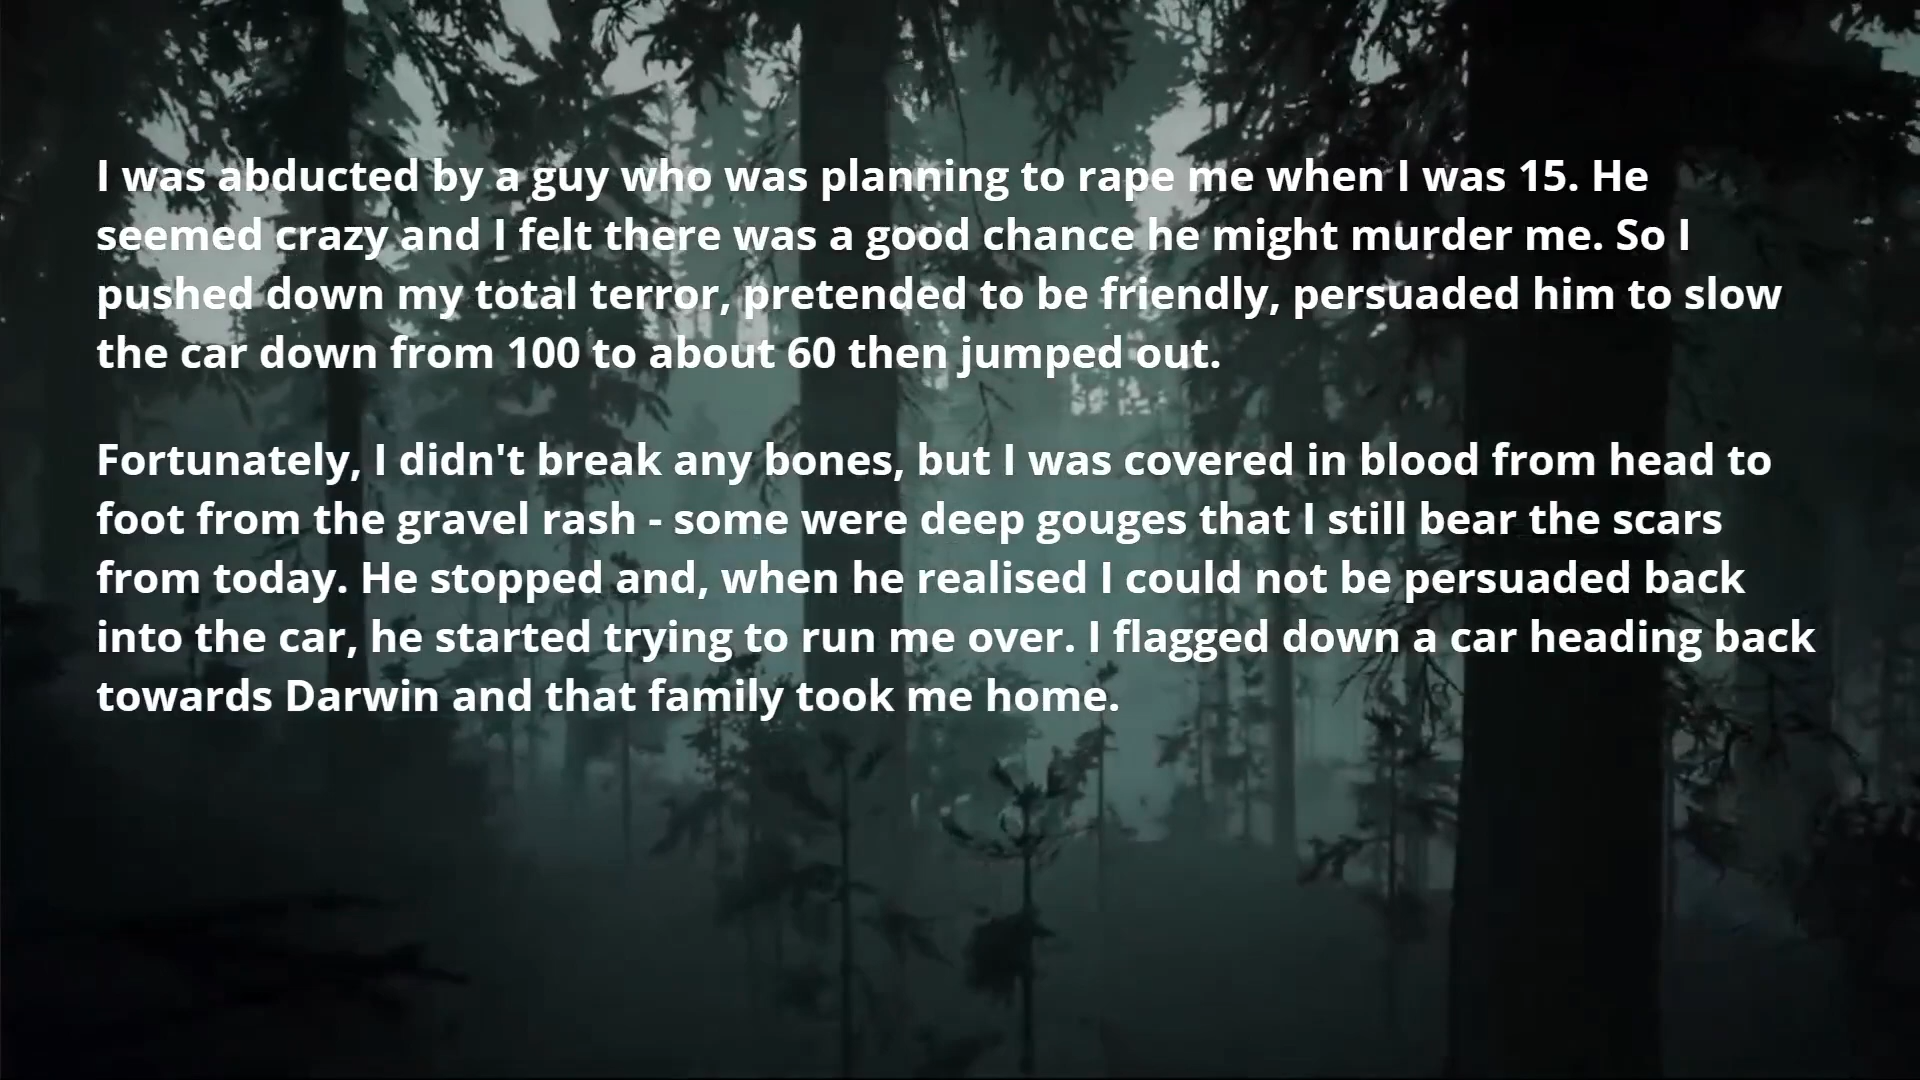 I was abducted by a guy who was planning to rape me when I was 15. He
seemed crazy and I felt there was a good chance he might murder me. So I
pushed down my total terror, pretended to be friendly, persuaded him to slow
the car down from 100 to about 60 then jumped out.
Fortunately, I didn't break any bones, but I was covered in blood from head to
foot from the gravel rash - some were deep gouges that I still bear the scars
from today. He stopped and, when he realised I could not be persuaded back
into the car, he started trying to run me over. I flagged down a car heading back
towards Darwin and that family took me home.